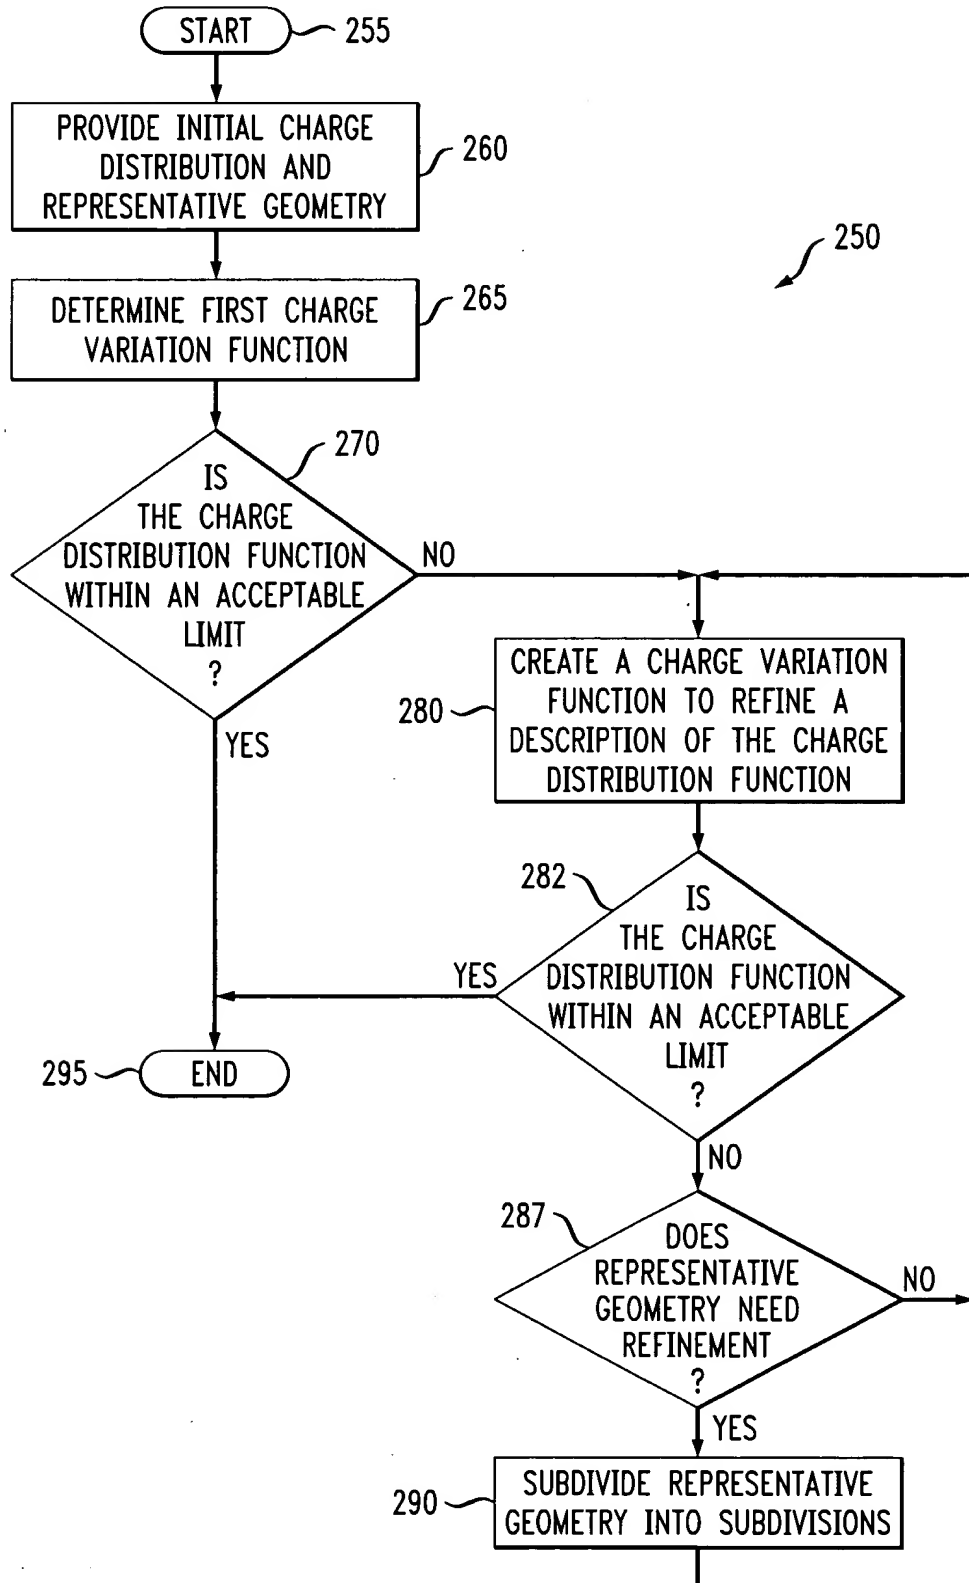 START
255
PROVIDE INITIAL CHARGE
DISTRIBUTION AND
REPRESENTATIVE GEOMETRY
260
250
DETERMINE FIRST CHARGE
VARIATION FUNCTION
265
270
IS
THE CHARGE
DISTRIBUTION FUNCTION
WITHIN AN ACCEPTABLE
LIMIT
?
NO
YES
CREATE A CHARGE VARIATION
FUNCTION TO REFINE A
DESCRIPTION OF THE CHARGE
DISTRIBUTION FUNCTION
280
282
IS
THE CHARGE
DISTRIBUTION FUNCTION
WITHIN AN ACCEPTABLE
LIMIT
?
YES
295
END
NO
287
DOES
REPRESENTATIVE
GEOMETRY NEED
REFINEMENT
?
NO
YES
290
SUBDIVIDE REPRESENTATIVE
GEOMETRY INTO SUBDIVISIONS